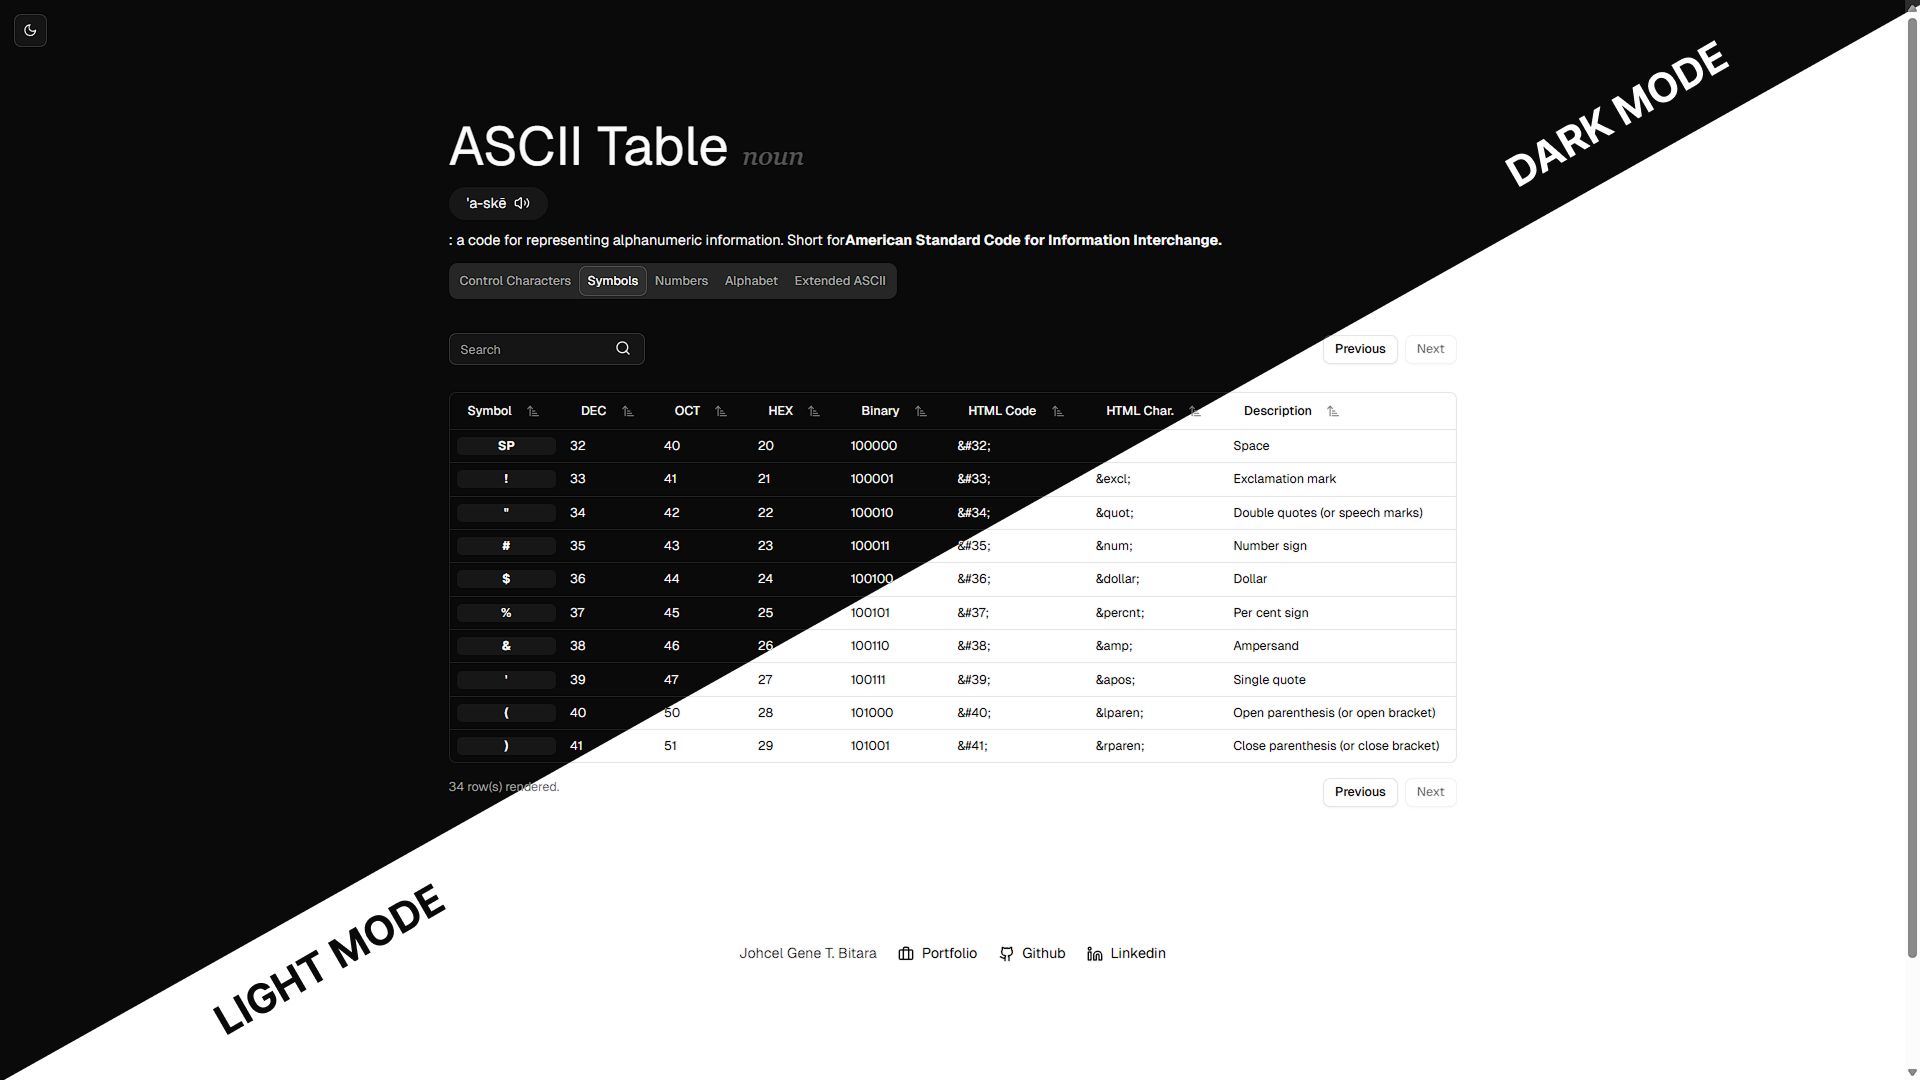 DARK MODE
ASCII Table noun
'a-skē
: a code for representing alphanumeric information. Short forAmerican Standard Code for Information Interchange.
Control Characters Symbols Numbers Alphabet Extended ASCII
Search Previous Next
Symbol DEC OCT HEX Binary HTML Code HTML Char. Description
SP 32 40 20 100000 &#32; Space
! 33 41 21 100001 &#33; &excl; Exclamation mark
" 34 42 22 100010 &#34; &quot; Double quotes (or speech marks)
# 35 43 23 100011 &#35; &num; Number sign
$ 36 44 24 100100 &#36; &dollar; Dollar
% 37 45 25 100101 &#37; &percnt; Per cent sign
& 38 46 26 100110 &#38; &amp; Ampersand
' 39 47 27 100111 &#39; &apos; Single quote
( 40 50 28 101000 &#40; &lparen; Open parenthesis (or open bracket)
) 41 51 29 101001 &#41; &rparen; Close parenthesis (or close bracket)
34 row(s) rendered. Previous Next
LIGHT MODE
Johcel Gene T. Bitara Portfolio Github Linkedin